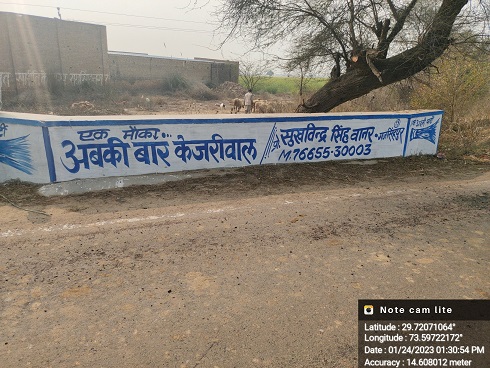 एक मौका...
अबकी बार केजरीवाल
सुखविन्द्र सिंह
M.76655-30003
Note cam lite
Latitude : 29.72071064°
Longitude : 73.59722172°
Date : 01/24/2023 01:30:54 PM
Accuracy : 14.608012 meter